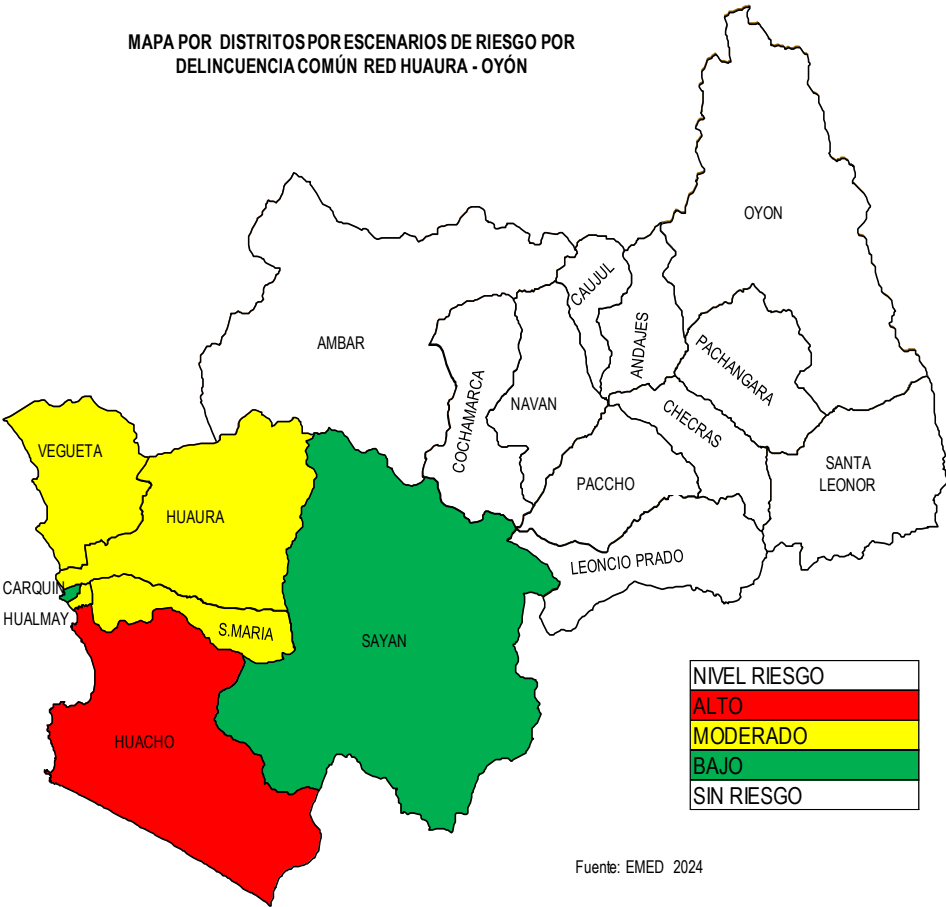 MAPA POR DISTRITOS POR ESCENARIOS DE RIESGO POR
DELINCUENCIA COMÚN RED HUAURA - OYÓN
OYON
CAUJUL
ANDAJES
AMBAR
PACHANGARA
COCHAMARCA
NAVAN
CHECRAS
VEGUETA
SANTA
LEONOR
PACCHO
HUAURA
LEONCIO PRADO
CARQUIN
HUALMAY
S.MARIA
SAYAN
HUACHO
NIVEL RIESGO
ALTO
MODERADO
BAJO
SIN RIESGO
Fuente: EMED 2024